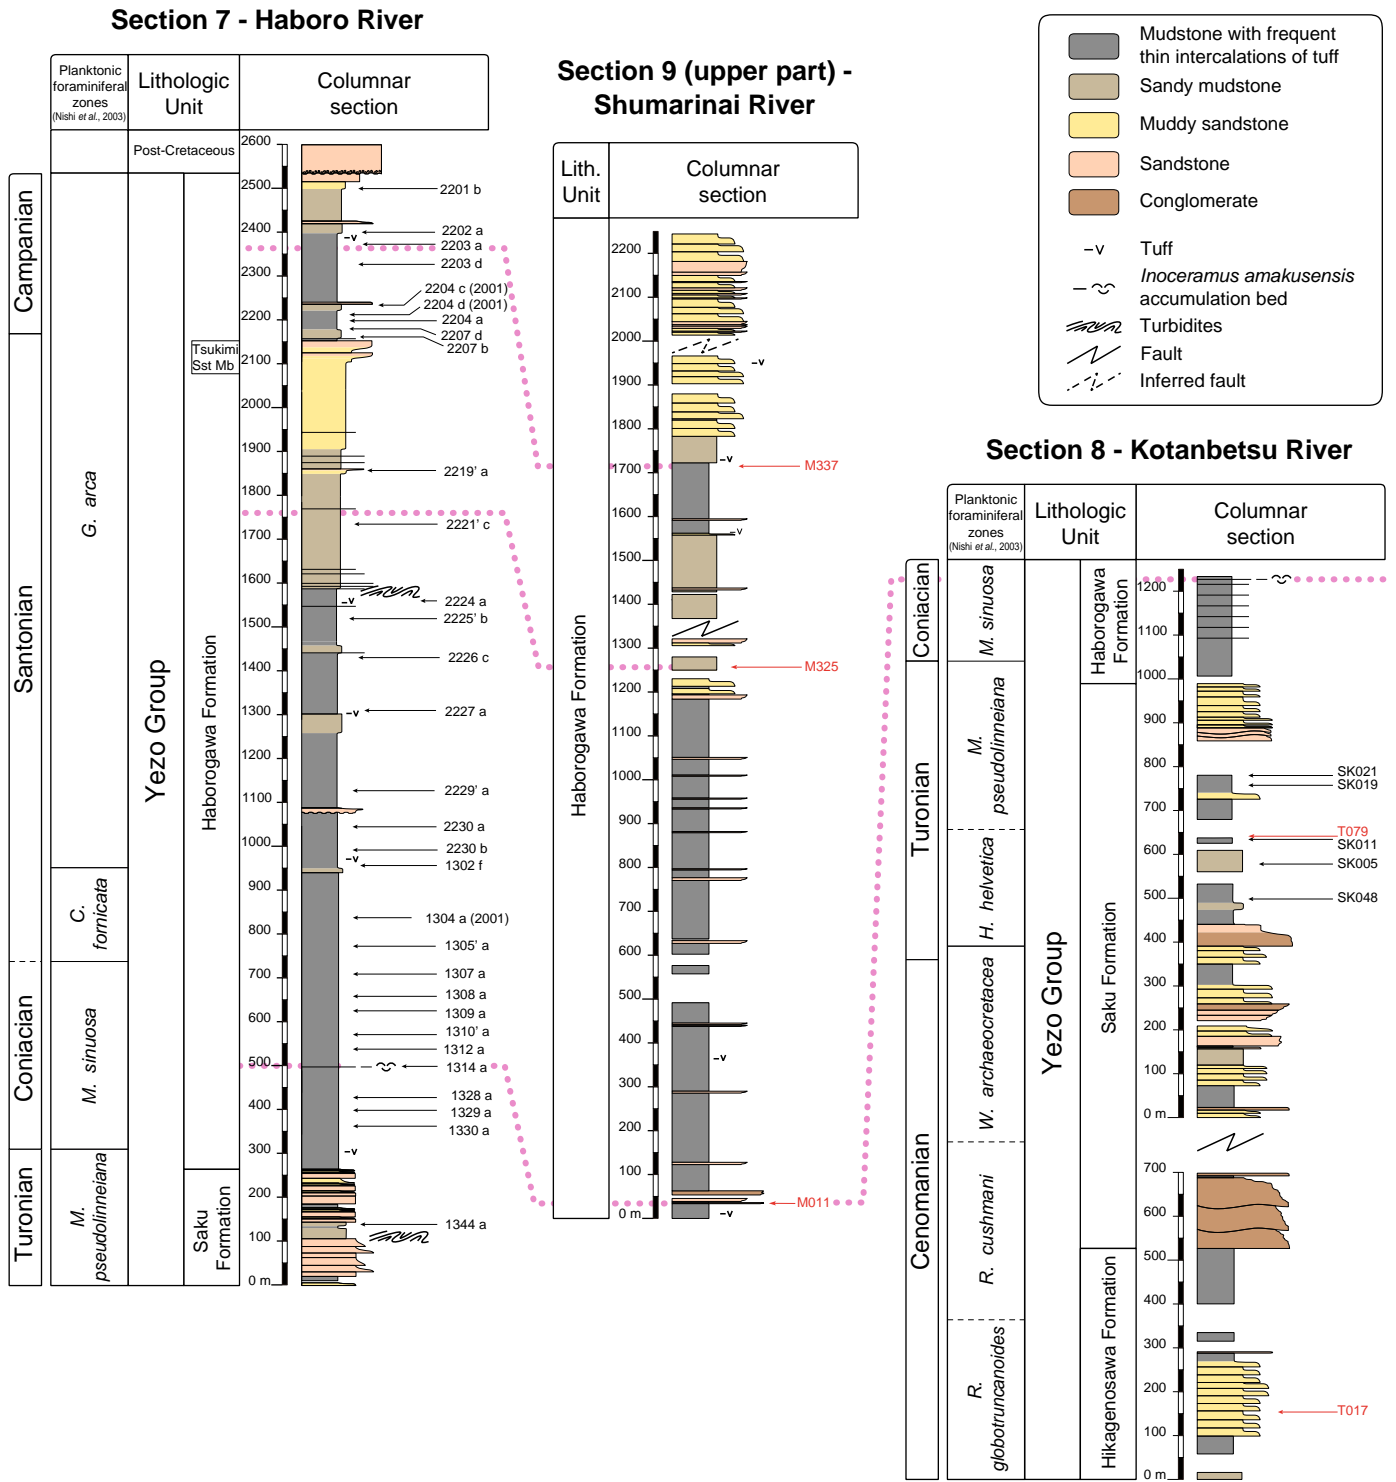 Section 7 - Haboro River
Planktonic
foraminiferal
zones
(Nishi et al., 2003)
Lithologic
Unit
Columnar
section
Post-Cretaceous
Campanian
Santonian
Coniacian
Turonian
G. arca
C.
fornicata
M. sinuosa
M.
pseudolinneiana
Yezo Group
Tsukimi
Sst Mb
Haborogawa Formation
Saku
Formation
2600
2500
2400
2300
2200
2100
2000
1900
1800
1700
1600
1500
1400
1300
1200
1100
1000
900
800
700
600
500
400
300
200
100
0 m
2201 b
2202 a
v
2203 a
2203 d
2204 c (2001)
2204 d (2001)
2204 a
2207 d
2207 b
2219' a
2221' c
2224 a
v
2225' b
2226 c
2227 a
v
2229' a
2230 a
2230 b
v
1302 f
1304 a (2001)
1305' a
1307 a
1308 a
1309 a
1310' a
1312 a
1314 a
1328 a
1329 a
1330 a
v
1344 a
Section 9 (upper part) -
Shumarinai River
Lith.
Unit
Columnar
section
Haborogawa Formation
2200
2100
2000
1900
1800
1700
1600
1500
1400
1300
1200
1100
1000
900
800
700
600
500
400
300
200
100
0 m
v
v
M337
v
M325
v
M011
v
Mudstone with frequent
thin intercalations of tuff
Sandy mudstone
Muddy sandstone
Sandstone
Conglomerate
v Tuff
Inoceramus amakusensis
accumulation bed
Turbidites
Fault
Inferred fault
Section 8 - Kotanbetsu River
Planktonic
foraminiferal
zones
(Nishi et al., 2003)
Lithologic
Unit
Columnar
section
Coniacian
Turonian
Cenomanian
M. sinuosa
M.
pseudolinneiana
H. helvetica
W. archaeocretacea
R. cushmani
R.
globotruncanoides
Yezo Group
Haborogawa
Formation
Saku Formation
Hikagenosawa Formation
1200
1100
1000
900
800
700
600
500
400
300
200
100
0 m
700
600
500
400
300
200
100
0 m
SK021
SK019
T079
SK011
SK005
SK048
T017